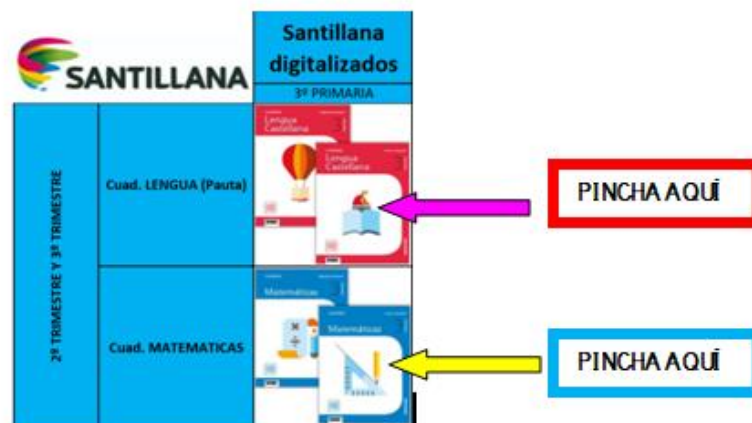 SANTILLANA
Santillana
digitalizados
3º PRIMARIA
2º TRIMESTRE Y 3º TRIMESTRE
Cuad. LENGUA (Pauta)
Lengua
Castellana
Lengua
Castellana
PINCHA AQUÍ
Cuad. MATEMATICAS
Matemáticas
Matemáticas
PINCHA AQUÍ